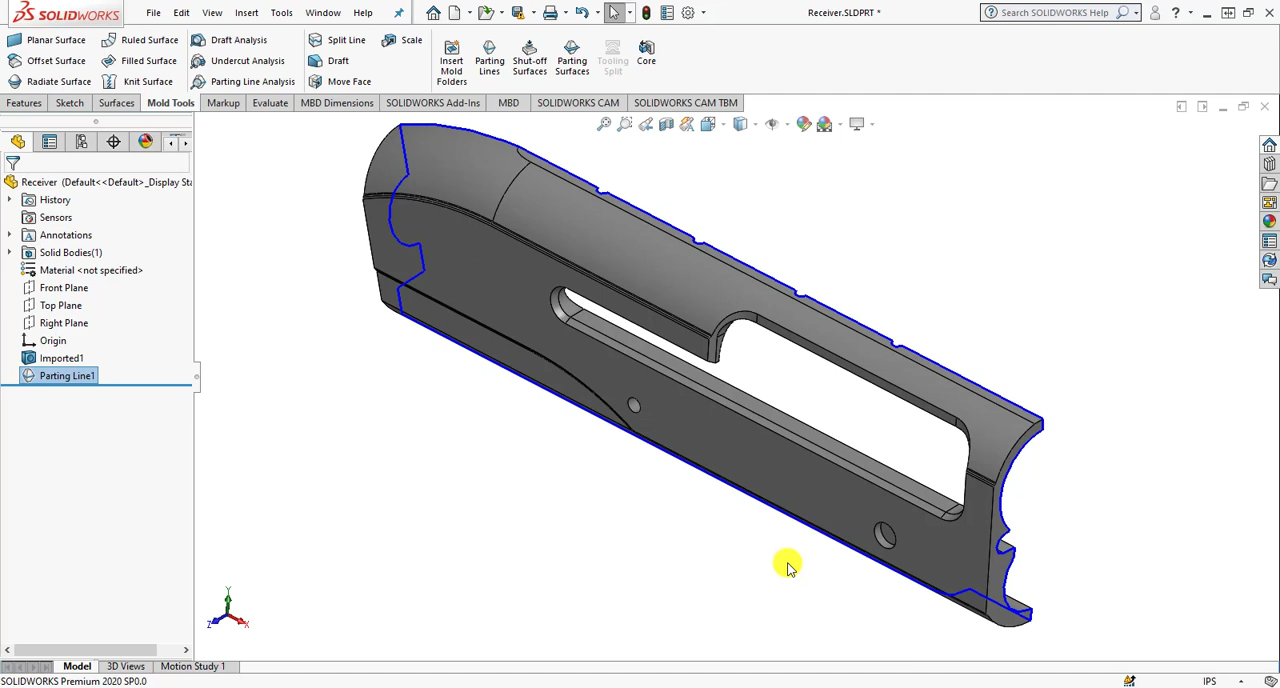 SOLIDWORKS File Edit View Insert Tools Window Help Receiver.SLDPRT * Search SOLIDWORKS Help
Planar Surface Ruled Surface Draft Analysis Split Line Scale
Offset Surface Filled Surface Undercut Analysis Draft
Radiate Surface Knit Surface Parting Line Analysis Move Face
Insert Mold Folders
Parting Lines
Shut-off Surfaces
Parting Surfaces
Tooling Split
Core
Features Sketch Surfaces Mold Tools Markup Evaluate MBD Dimensions SOLIDWORKS Add-Ins MBD SOLIDWORKS CAM SOLIDWORKS CAM TBM
Receiver (Default<<Default>_Display Sta
History
Sensors
Annotations
Solid Bodies(1)
Material <not specified>
Front Plane
Top Plane
Right Plane
Origin
Imported1
Parting Line1
Y
Z X
Model 3D Views Motion Study 1
SOLIDWORKS Premium 2020 SP0.0 IPS